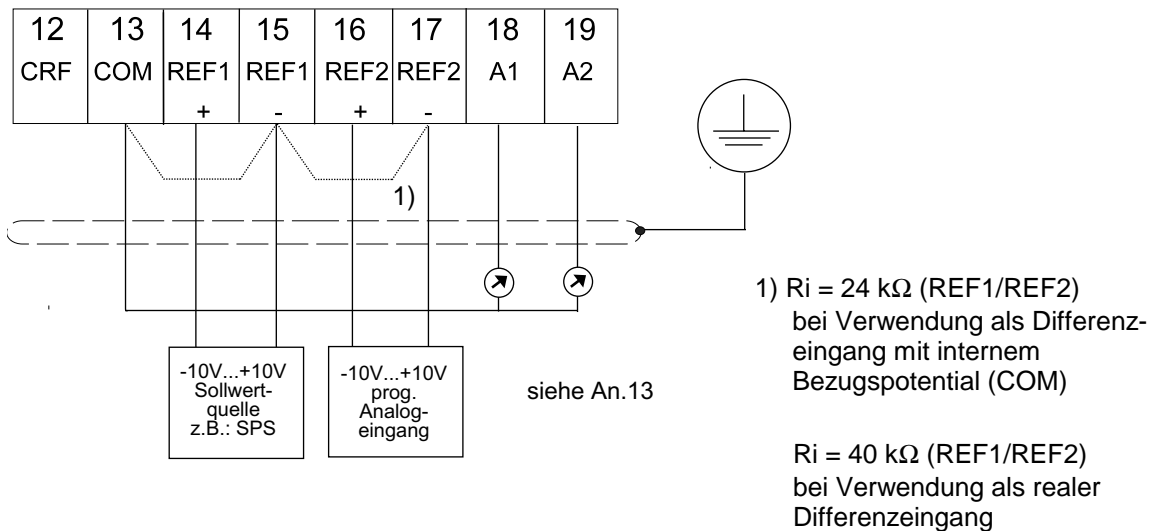 12 13 14 15 16 17 18 19
CRF COM REF1 REF1 REF2 REF2 A1 A2
+ - + -
1)
-10V...+10V
Sollwert-
quelle
z.B.: SPS
-10V...+10V
prog.
Analog-
eingang
siehe An.13
1) Ri = 24 kΩ (REF1/REF2)
bei Verwendung als Differenz-
eingang mit internem
Bezugspotential (COM)
Ri = 40 kΩ (REF1/REF2)
bei Verwendung als realer
Differenzeingang